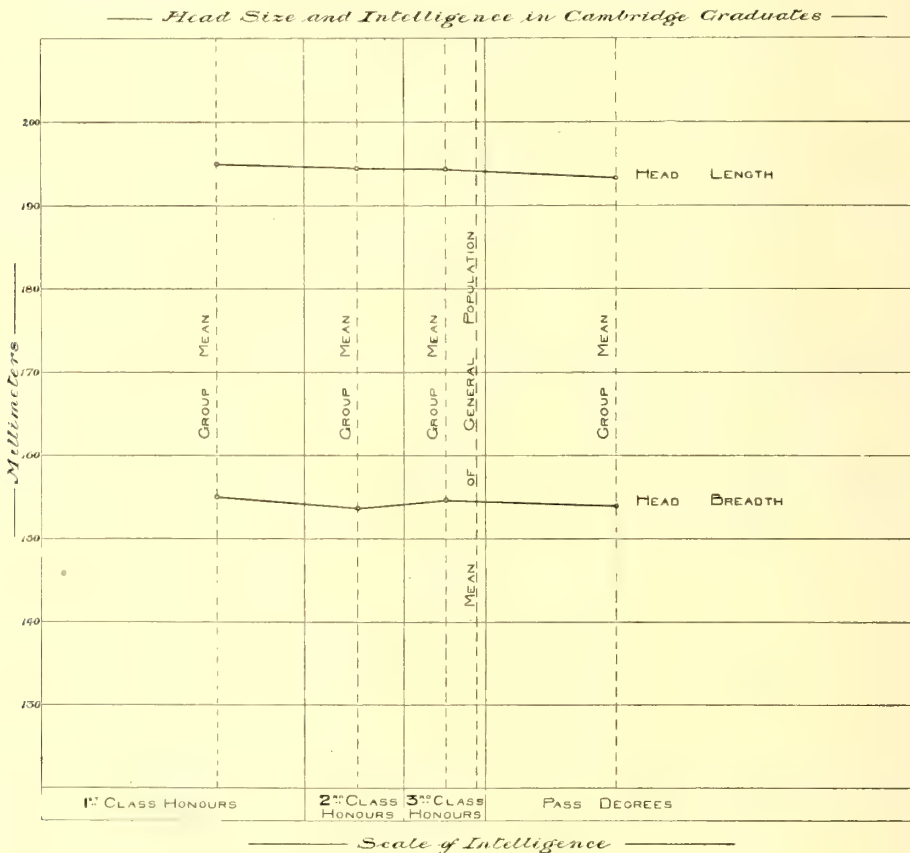 Head Size and Intelligence in Cambridge Graduates
200
190
180
170
160
150
140
130
Millimeters
HEAD LENGTH
HEAD BREADTH
GROUP MEAN
GROUP MEAN
GROUP MEAN
MEAN OF GENERAL POPULATION
GROUP MEAN
1ST CLASS HONOURS
2ND CLASS HONOURS
3RD CLASS HONOURS
PASS DEGREES
Scale of Intelligence